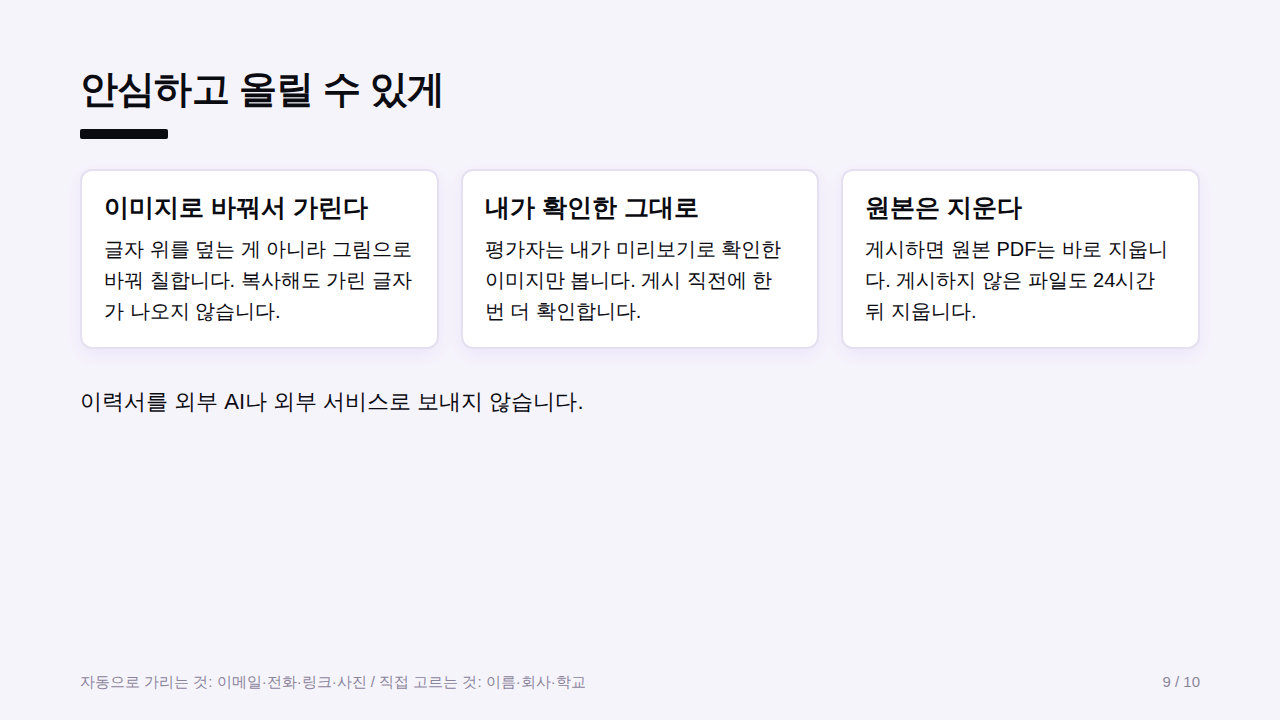 안심하고 올릴 수 있게
이미지로 바꿔서 가린다
글자 위를 덮는 게 아니라 그림으로
바꿔 칠합니다. 복사해도 가린 글자
가 나오지 않습니다.
내가 확인한 그대로
평가자는 내가 미리보기로 확인한
이미지만 봅니다. 게시 직전에 한
번 더 확인합니다.
원본은 지운다
게시하면 원본 PDF는 바로 지웁니
다. 게시하지 않은 파일도 24시간
뒤 지웁니다.
이력서를 외부 AI나 외부 서비스로 보내지 않습니다.
자동으로 가리는 것: 이메일·전화·링크·사진 / 직접 고르는 것: 이름·회사·학교
9 / 10